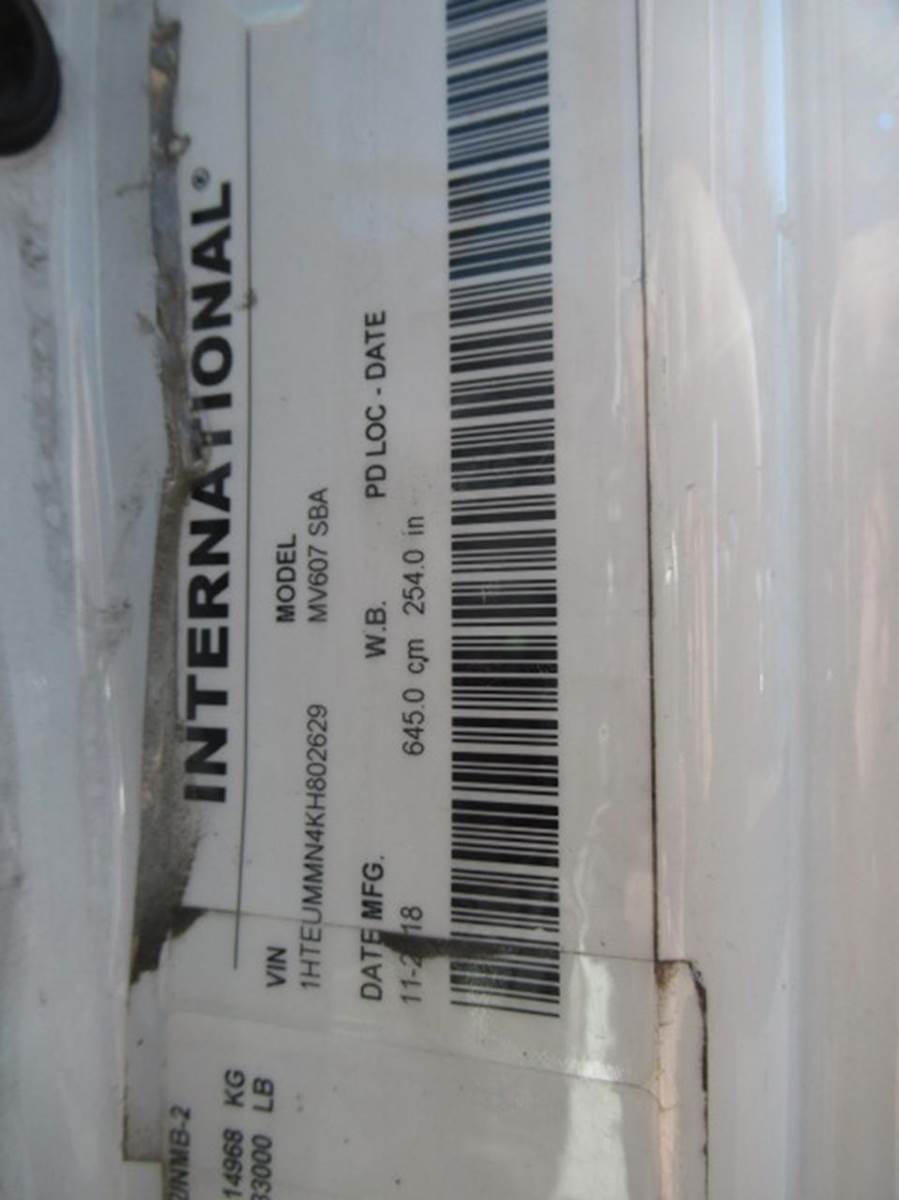 INTERNATIONAL®
VIN MODEL
1HTEUMMN4KH802629 MV607 SBA
DATE MFG. W.B. PD LOC - DATE
645.0 cm 254.0 in
14968 KG
LB